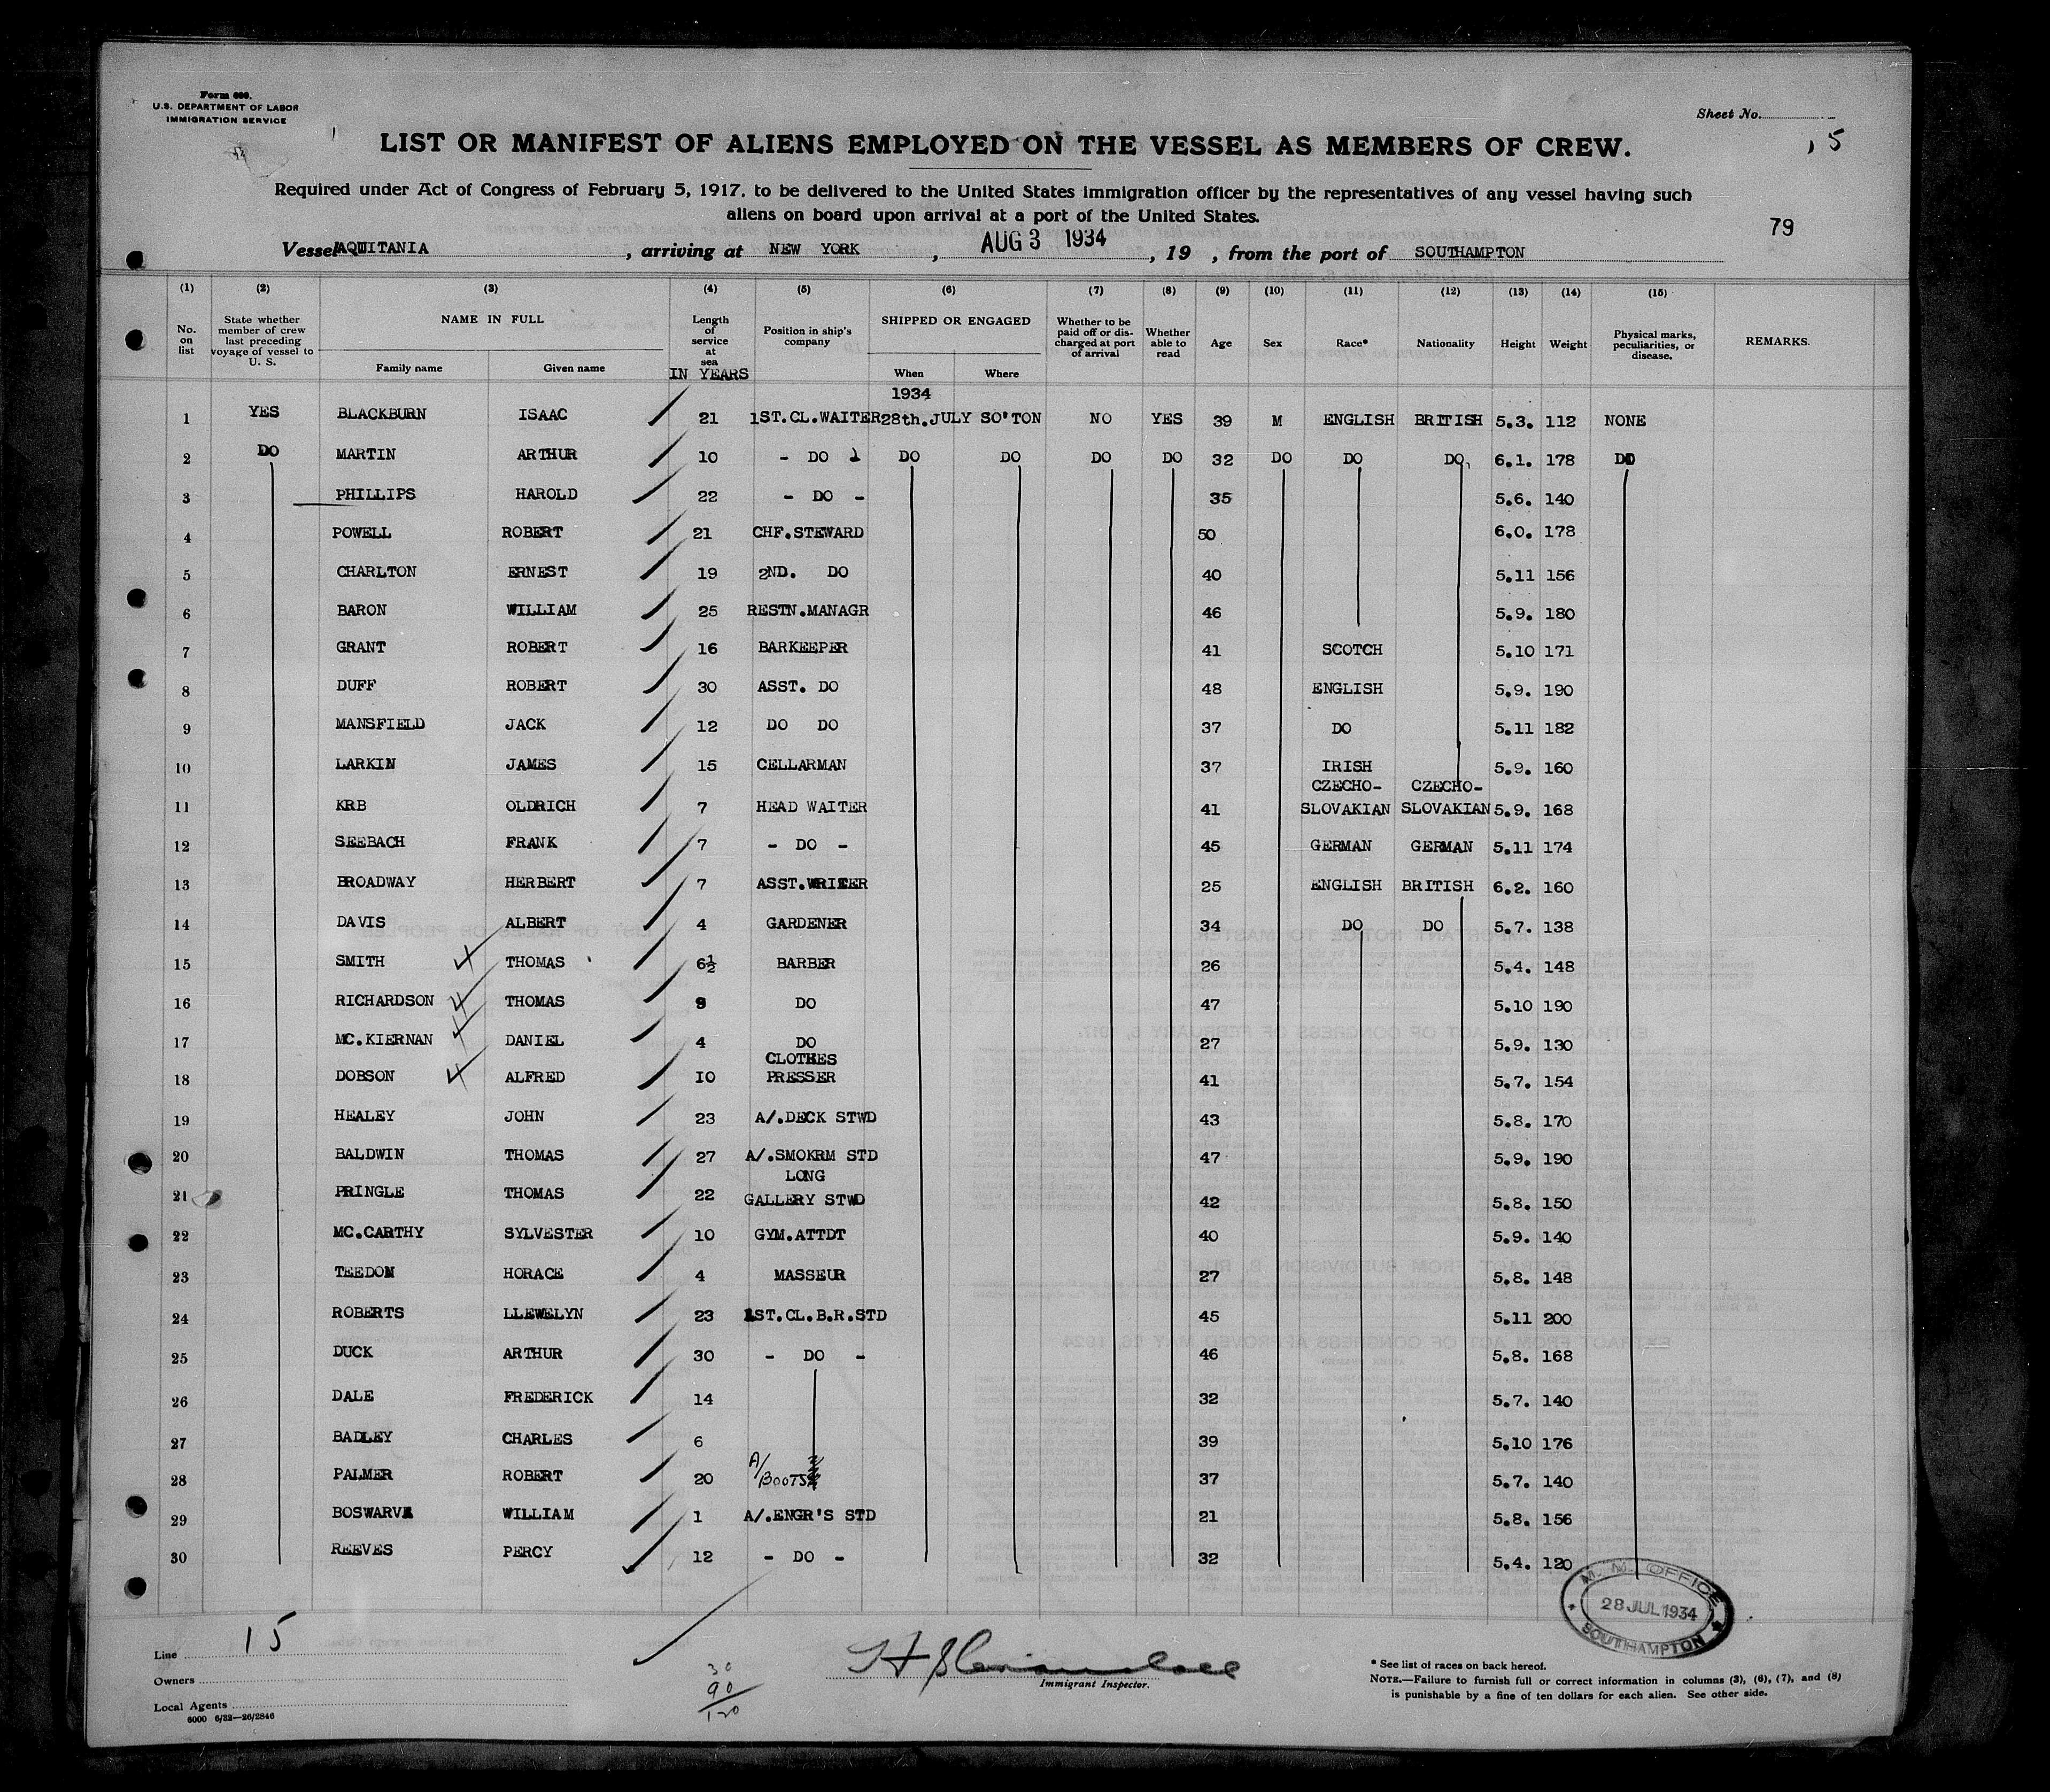 Form 680.
U.S. DEPARTMENT OF LABOR
IMMIGRATION SERVICE
Sheet No.
15
LIST OR MANIFEST OF ALIENS EMPLOYED ON THE VESSEL AS MEMBERS OF CREW.
Required under Act of Congress of February 5, 1917, to be delivered to the United States immigration officer by the representatives of any vessel having such
aliens on board upon arrival at a port of the United States.
79
Vessel AQUITANIA , arriving at NEW YORK , AUG 3 1934 , 19 , from the port of SOUTHAMPTON
(1) (2) (3) (4) (5) (6) (7) (8) (9) (10) (11) (12) (13) (14) (15)
No. on list State whether member of crew last preceding voyage of vessel to U. S. NAME IN FULL Family name Given name Length of service at sea IN YEARS Position in ship's company SHIPPED OR ENGAGED When Where Whether to be paid off or discharged at port of arrival Whether able to read Age Sex Race* Nationality Height Weight Physical marks, peculiarities, or disease. REMARKS.
1934
1 YES BLACKBURN ISAAC 21 1ST.CL.WAITER 28th.JULY SO'TON NO YES 39 M ENGLISH BRITISH 5.3. 112 NONE
2 DO MARTIN ARTHUR 10 - DO - DO DO DO DO 32 DO DO DO 6.1. 178 DO
3 PHILLIPS HAROLD 22 - DO - 35 5.6. 140
4 POWELL ROBERT 21 CHF.STEWARD 50 6.0. 178
5 CHARLTON ERNEST 19 2ND. DO 40 5.11 156
6 BARON WILLIAM 25 RESTN.MANAGR 46 5.9. 180
7 GRANT ROBERT 16 BARKEEPER 41 SCOTCH 5.10 171
8 DUFF ROBERT 30 ASST. DO 48 ENGLISH 5.9. 190
9 MANSFIELD JACK 12 DO DO 37 DO 5.11 182
10 LARKIN JAMES 15 CELLARMAN 37 IRISH 5.9. 160
11 KRB OLDRICH 7 HEAD WAITER 41 CZECHO-SLOVAKIAN CZECHO-SLOVAKIAN 5.9. 168
12 SEEBACH FRANK 7 - DO - 45 GERMAN GERMAN 5.11 174
13 BROADWAY HERBERT 7 ASST.WRITER 25 ENGLISH BRITISH 6.2. 160
14 DAVIS ALBERT 4 GARDENER 34 DO DO 5.7. 138
15 SMITH THOMAS 6½ BARBER 26 5.4. 148
16 RICHARDSON THOMAS 9 DO 47 5.10 190
17 MC.KIERNAN DANIEL 4 DO 27 5.9. 130
18 DOBSON ALFRED IO CLOTHES PRESSER 41 5.7. 154
19 HEALEY JOHN 23 A/.DECK STWD 43 5.8. 170
20 BALDWIN THOMAS 27 A/.SMOKRM STD 47 5.9. 190
21 PRINGLE THOMAS 22 LONG GALLERY STWD 42 5.8. 150
22 MC.CARTHY SYLVESTER 10 GYM.ATTDT 40 5.9. 140
23 TEEDOM HORACE 4 MASSEUR 27 5.8. 148
24 ROBERTS LLEWELYN 23 1ST.CL.B.R.STD 45 5.11 200
25 DUCK ARTHUR 30 - DO - 46 5.8. 168
26 DALE FREDERICK 14 32 5.7. 140
27 BADLEY CHARLES 6 39 5.10 176
28 PALMER ROBERT 20 A/BOOTS 37 5.7. 140
29 BOSWARVA WILLIAM 1 A/.ENGR'S STD 21 5.8. 156
30 REEVES PERCY 12 - DO - 32 5.4. 120
M. M. OFFICE
28 JUL 1934
SOUTHAMPTON
15
Line
Owners
Local Agents
6000 6/32—26/2846
30
90
120
Immigrant Inspector.
* See list of races on back hereof.
NOTE.—Failure to furnish full or correct information in columns (3), (6), (7), and (8)
is punishable by a fine of ten dollars for each alien. See other side.